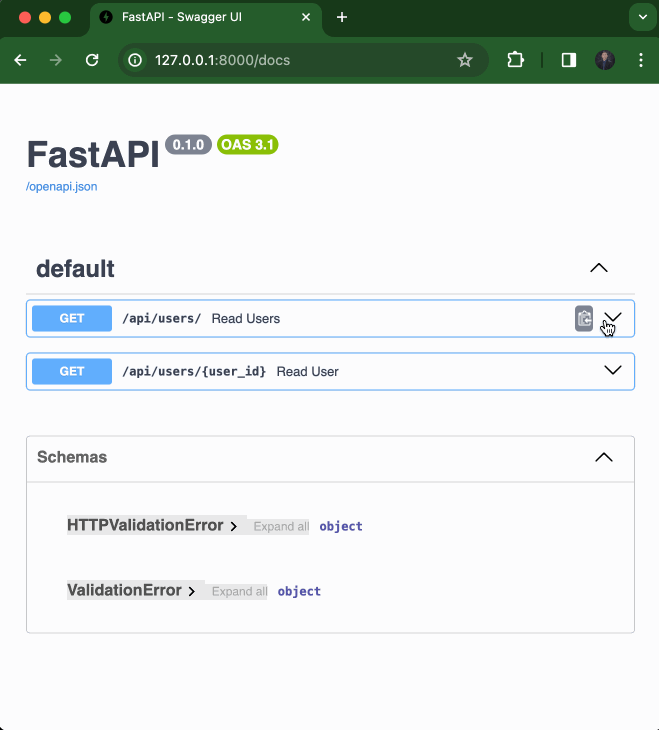 FastAPI - Swagger UI
127.0.0.1:8000/docs
FastAPI 0.1.0 OAS 3.1
/openapi.json
default
GET /api/users/ Read Users
GET /api/users/{user_id} Read User
Schemas
HTTPValidationError Expand all object
ValidationError Expand all object